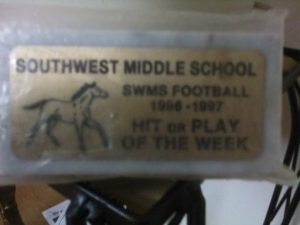 SOUTHWEST MIDDLE SCHOOL
SWMS FOOTBALL
1996-1997
HIT or PLAY
OF THE WEEK